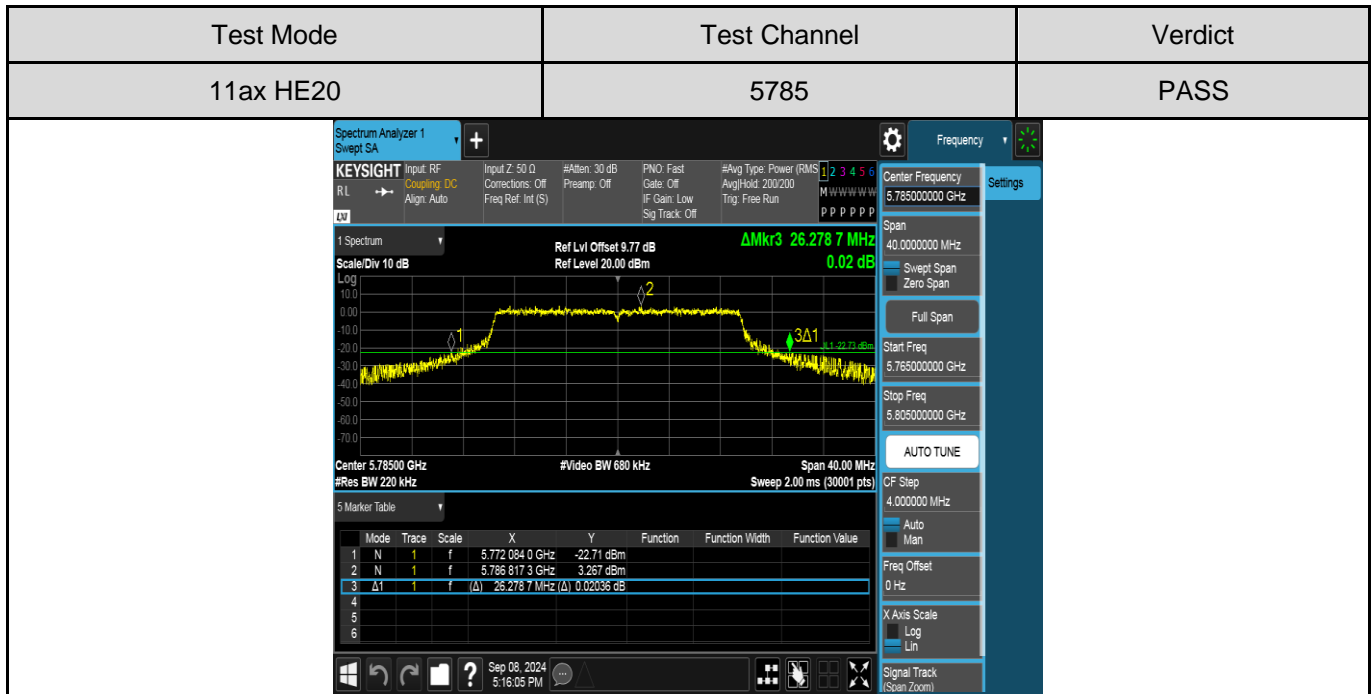 Test Mode Test Channel Verdict
11ax HE20 5785 PASS
Spectrum Analyzer 1
Swept SA
+
Frequency
KEYSIGHT
R L
LXI
Input: RF
Coupling: DC
Align: Auto
Input Z: 50 Ω
Corrections: Off
Freq Ref: Int (S)
#Atten: 30 dB
Preamp: Off
PNO: Fast
Gate: Off
IF Gain: Low
Sig Track: Off
#Avg Type: Power (RMS
Avg|Hold: 200/200
Trig: Free Run
1 2 3 4 5 6
M W W W W W
P P P P P P
Center Frequency
5.785000000 GHz
Settings
1 Spectrum
Ref Lvl Offset 9.77 dB
ΔMkr3 26.278 7 MHz
Scale/Div 10 dB
Ref Level 20.00 dBm
0.02 dB
Log
10.0
0.00
-10.0
-20.0
-30.0
-40.0
-50.0
-60.0
-70.0
1
2
3Δ1
-22.73 dBm
Center 5.78500 GHz
#Video BW 680 kHz
Span 40.00 MHz
#Res BW 220 kHz
Sweep 2.00 ms (30001 pts)
Span
40.0000000 MHz
Swept Span
Zero Span
Full Span
Start Freq
5.765000000 GHz
Stop Freq
5.805000000 GHz
AUTO TUNE
CF Step
4.000000 MHz
Auto
Man
Freq Offset
0 Hz
X Axis Scale
Log
Lin
Signal Track
(Span Zoom)
5 Marker Table
Mode Trace Scale X Y Function Function Width Function Value
1 N 1 f 5.772 084 0 GHz -22.71 dBm
2 N 1 f 5.786 817 3 GHz 3.267 dBm
3 Δ1 1 f (Δ) 26.278 7 MHz (Δ) 0.02036 dB
4
5
6
?
Sep 08, 2024
5:16:05 PM